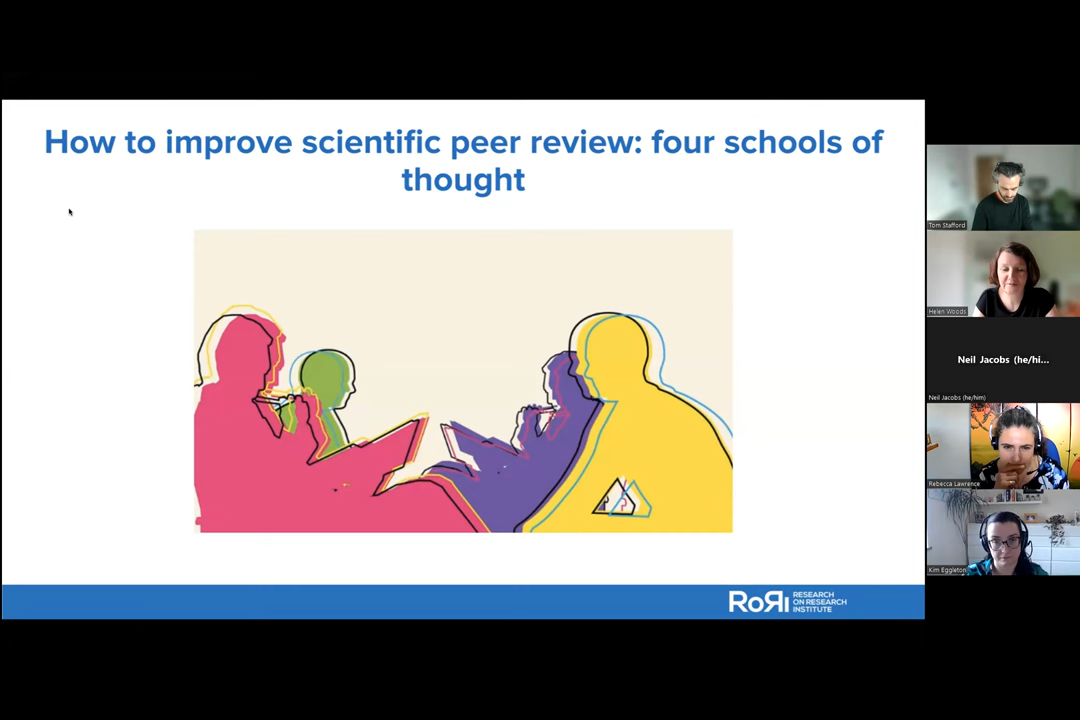 How to improve scientific peer review: four schools of
thought
RoRI
RESEARCH
ON RESEARCH
INSTITUTE
Tom Stafford
Helen Woods
Neil Jacobs (he/hi...
Neil Jacobs (he/him)
Rebecca Lawrence
Kim Eggleton